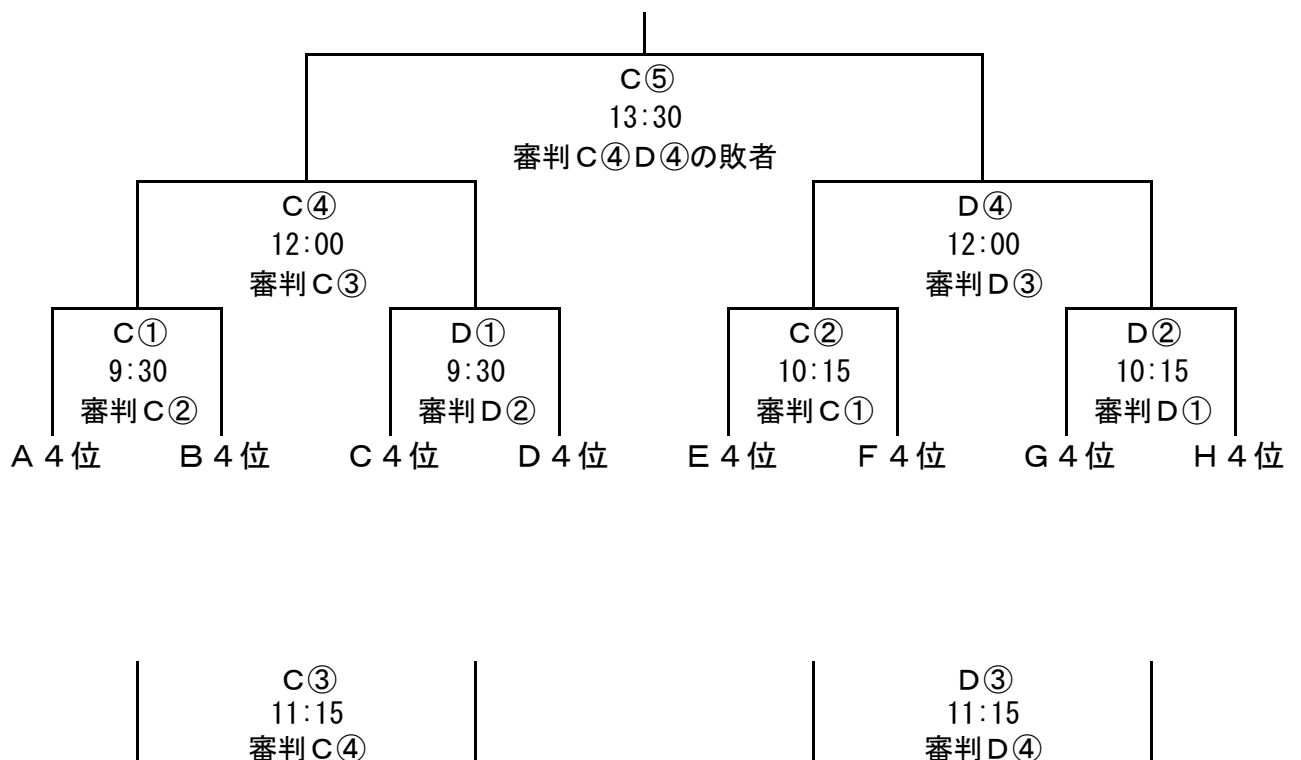 Ｃ⑤
13:30
審判Ｃ④Ｄ④の敗者
Ｃ④
12:00
審判Ｃ③
Ｄ④
12:00
審判Ｄ③
Ｃ①
9:30
審判Ｃ②
Ｄ①
9:30
審判Ｄ②
Ｃ②
10:15
審判Ｃ①
Ｄ②
10:15
審判Ｄ①
Ａ４位 Ｂ４位 Ｃ４位 Ｄ４位 Ｅ４位 Ｆ４位 Ｇ４位 Ｈ４位
Ｃ③
11:15
審判Ｃ④
Ｄ③
11:15
審判Ｄ④